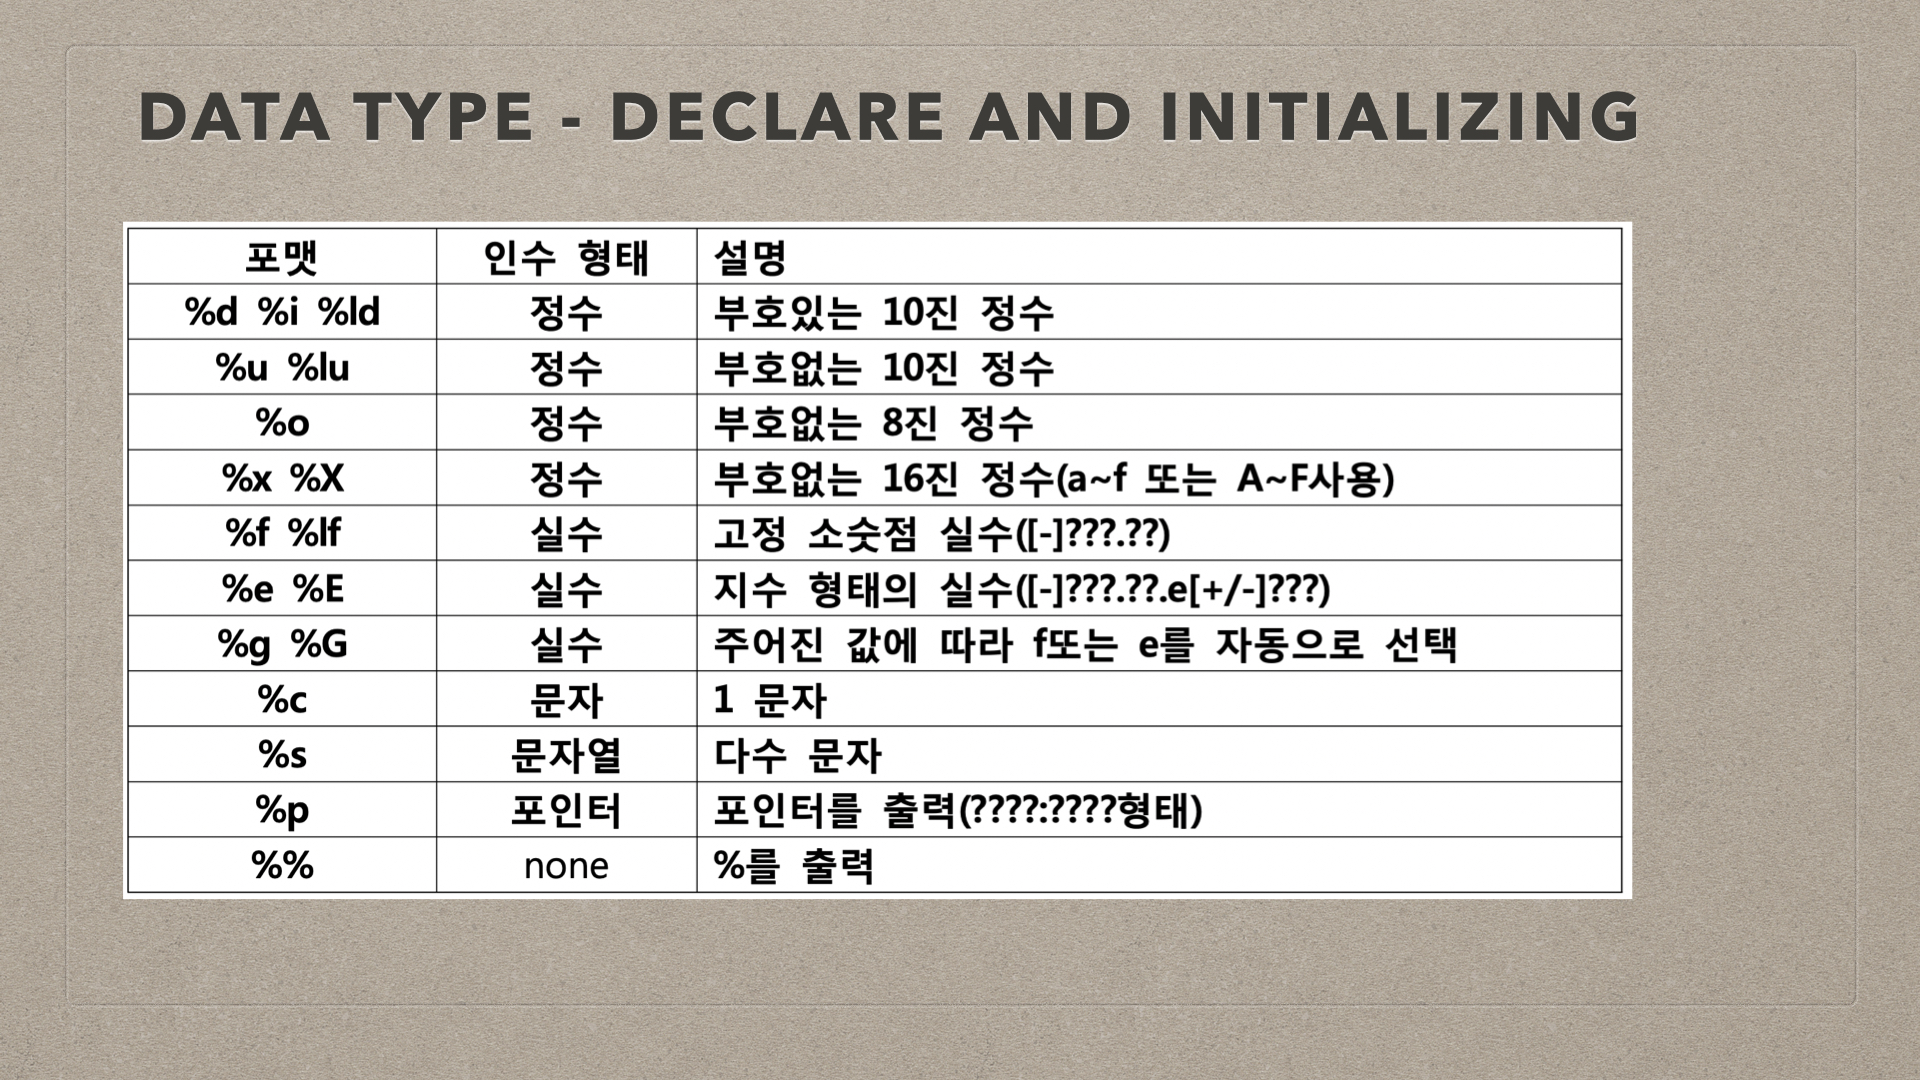 DATA TYPE - DECLARE AND INITIALIZING
포맷 인수 형태 설명
%d %i %ld 정수 부호있는 10진 정수
%u %lu 정수 부호없는 10진 정수
%o 정수 부호없는 8진 정수
%x %X 정수 부호없는 16진 정수(a~f 또는 A~F사용)
%f %lf 실수 고정 소숫점 실수([-]???.??)
%e %E 실수 지수 형태의 실수([-]???.??.e[+/-]???)
%g %G 실수 주어진 값에 따라 f또는 e를 자동으로 선택
%c 문자 1 문자
%s 문자열 다수 문자
%p 포인터 포인터를 출력(????:????형태)
%% none %를 출력